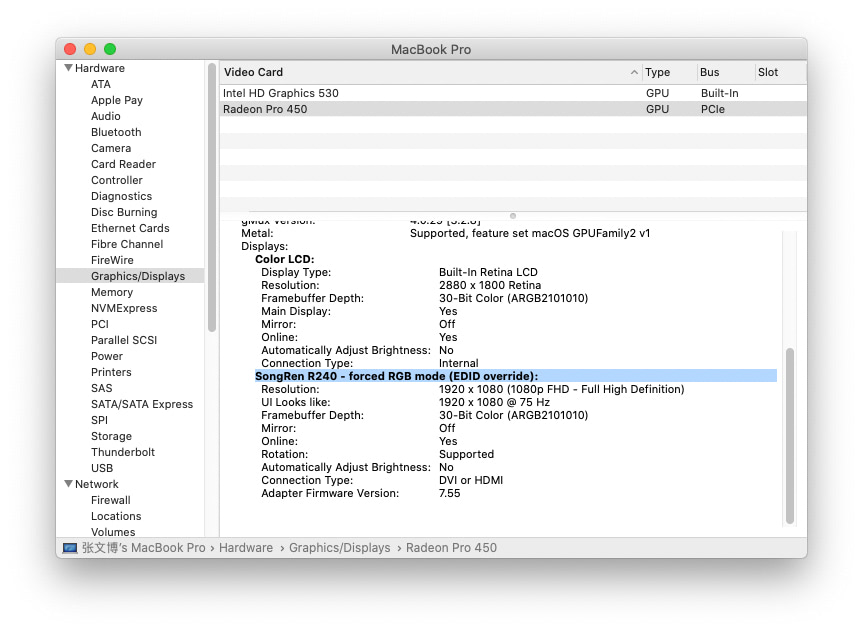 MacBook Pro
Hardware
ATA
Apple Pay
Audio
Bluetooth
Camera
Card Reader
Controller
Diagnostics
Disc Burning
Ethernet Cards
Fibre Channel
FireWire
Graphics/Displays
Memory
NVMExpress
PCI
Parallel SCSI
Power
Printers
SAS
SATA/SATA Express
SPI
Storage
Thunderbolt
USB
Network
Firewall
Locations
Volumes
Video Card Type Bus Slot
Intel HD Graphics 530 GPU Built-In
Radeon Pro 450 GPU PCIe
gMux Version: 4.0.29 [3.2.8]
Metal: Supported, feature set macOS GPUFamily2 v1
Displays:
Color LCD:
Display Type: Built-In Retina LCD
Resolution: 2880 x 1800 Retina
Framebuffer Depth: 30-Bit Color (ARGB2101010)
Main Display: Yes
Mirror: Off
Online: Yes
Automatically Adjust Brightness: No
Connection Type: Internal
SongRen R240 - forced RGB mode (EDID override):
Resolution: 1920 x 1080 (1080p FHD - Full High Definition)
UI Looks like: 1920 x 1080 @ 75 Hz
Framebuffer Depth: 30-Bit Color (ARGB2101010)
Mirror: Off
Online: Yes
Rotation: Supported
Automatically Adjust Brightness: No
Connection Type: DVI or HDMI
Adapter Firmware Version: 7.55
张文博's MacBook Pro › Hardware › Graphics/Displays › Radeon Pro 450